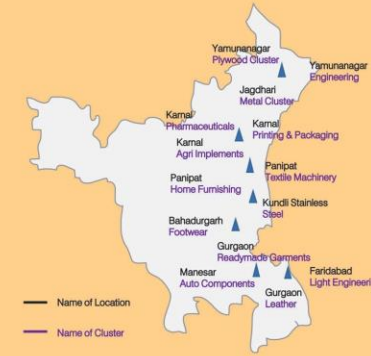 Yamunanagar
Plywood Cluster
Yamunanagar
Engineering
Jagdhari
Metal Cluster
Karnal
Pharmaceuticals
Karnal
Printing & Packaging
Karnal
Agri Implements
Panipat
Textile Machinery
Panipat
Home Furnishing
Kundli Stainless
Steel
Bahadurgarh
Footwear
Gurgaon
Readymade Garments
Manesar
Auto Components
Faridabad
Light Engineeri
Gurgaon
Leather
Name of Location
Name of Cluster